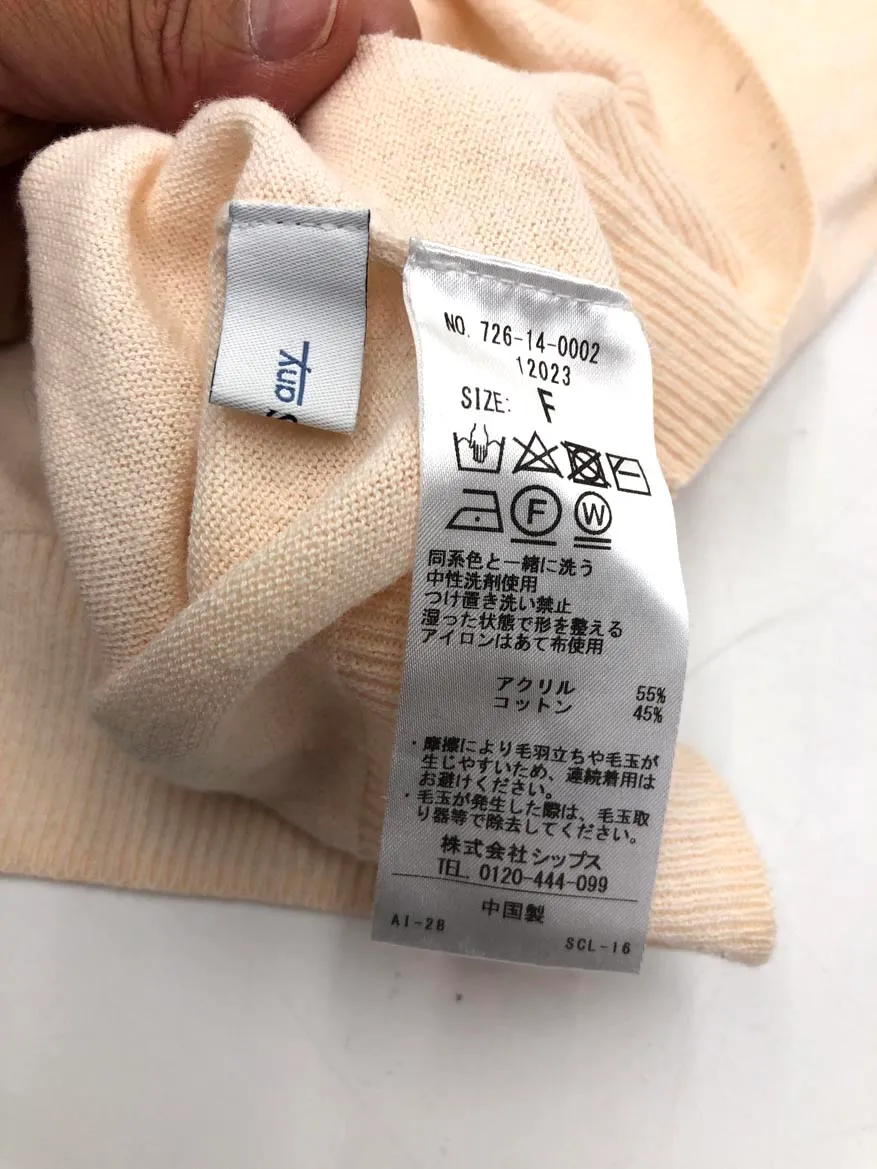 any
NO. 726-14-0002
12023
SIZE: F
F W
同系色と一緒に洗う
中性洗剤使用
つけ置き洗い禁止
湿った状態で形を整える
アイロンはあて布使用
アクリル 55%
コットン 45%
・摩擦により毛羽立ちや毛玉が
生じやすいため、連続着用は
お避けください。
・毛玉が発生した際は、毛玉取
り器等で除去してください。
株式会社シップス
TEL. 0120-444-099
中国製
AI-28 SCL-16